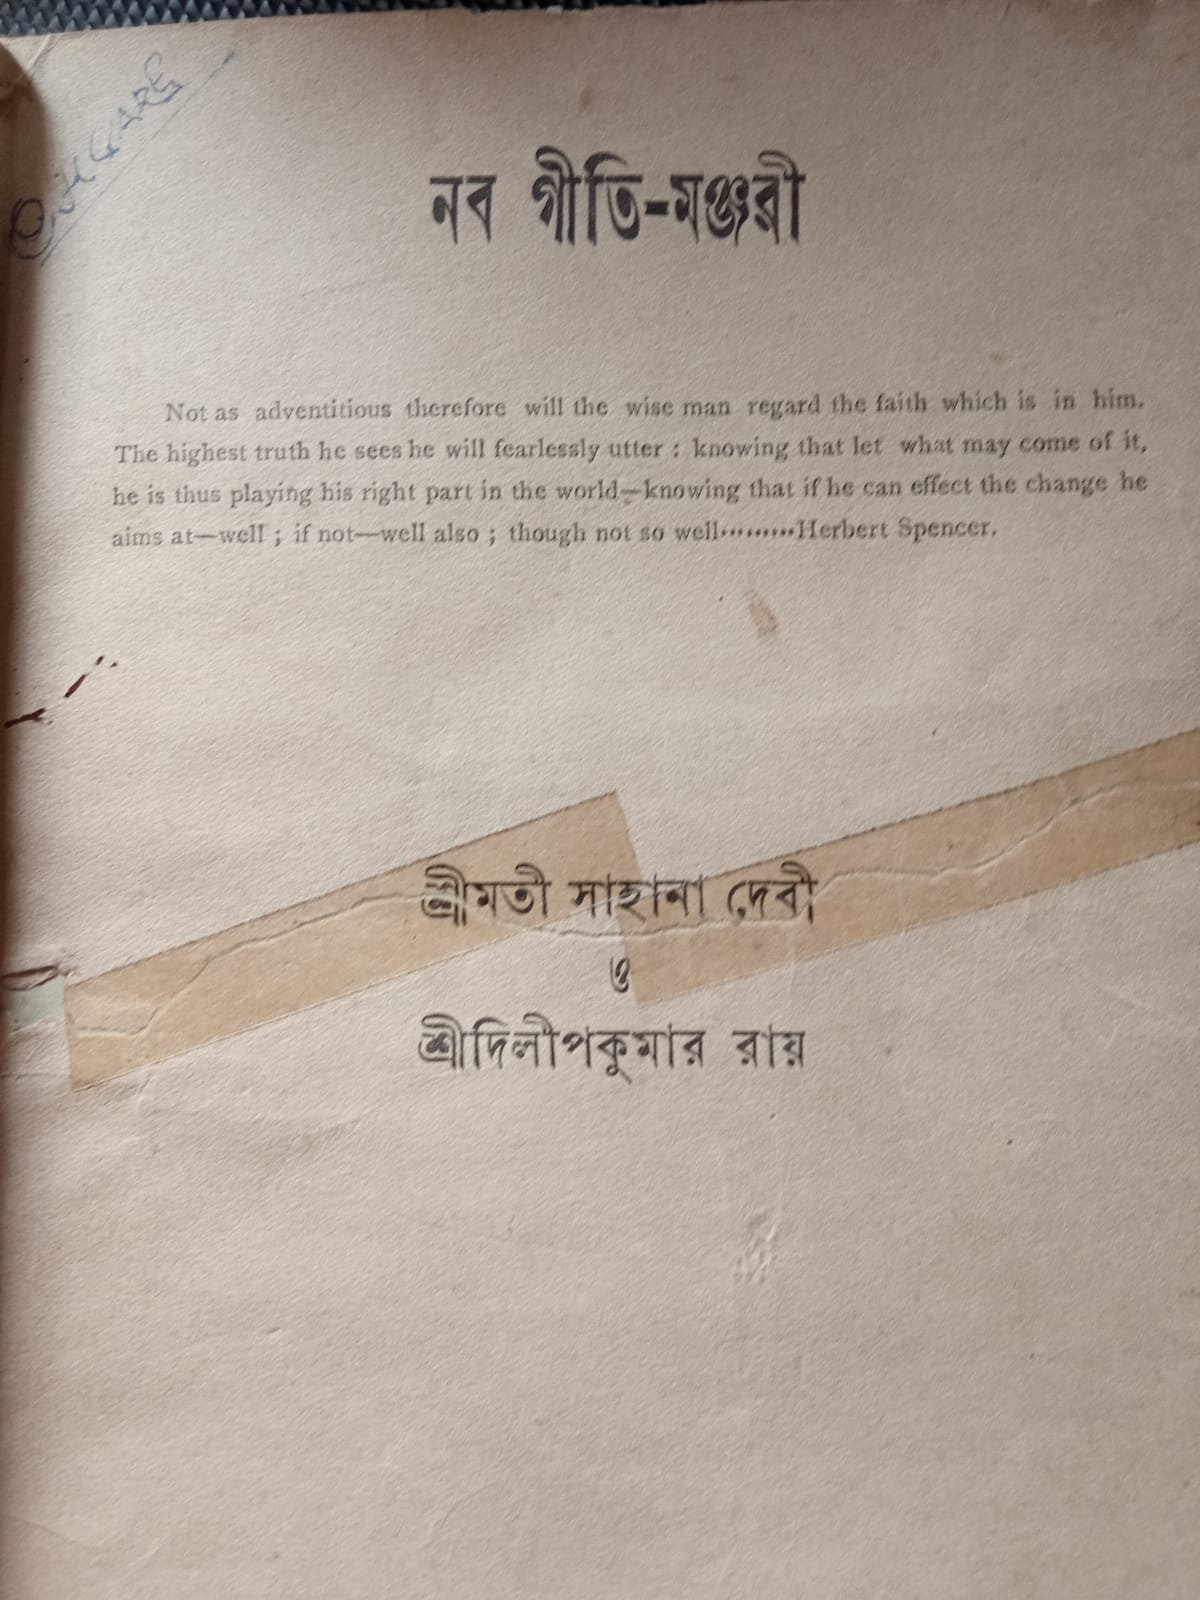 নব গীতি-মঞ্জরী
Not as adventitious therefore will the wise man regard the faith which is in him.
The highest truth he sees he will fearlessly utter : knowing that let what may come of it,
he is thus playing his right part in the world—knowing that if he can effect the change he
aims at—well ; if not—well also ; though not so well.........Herbert Spencer.
শ্রীমতী সাহানা দেবী
ও
শ্রীদিলীপকুমার রায়